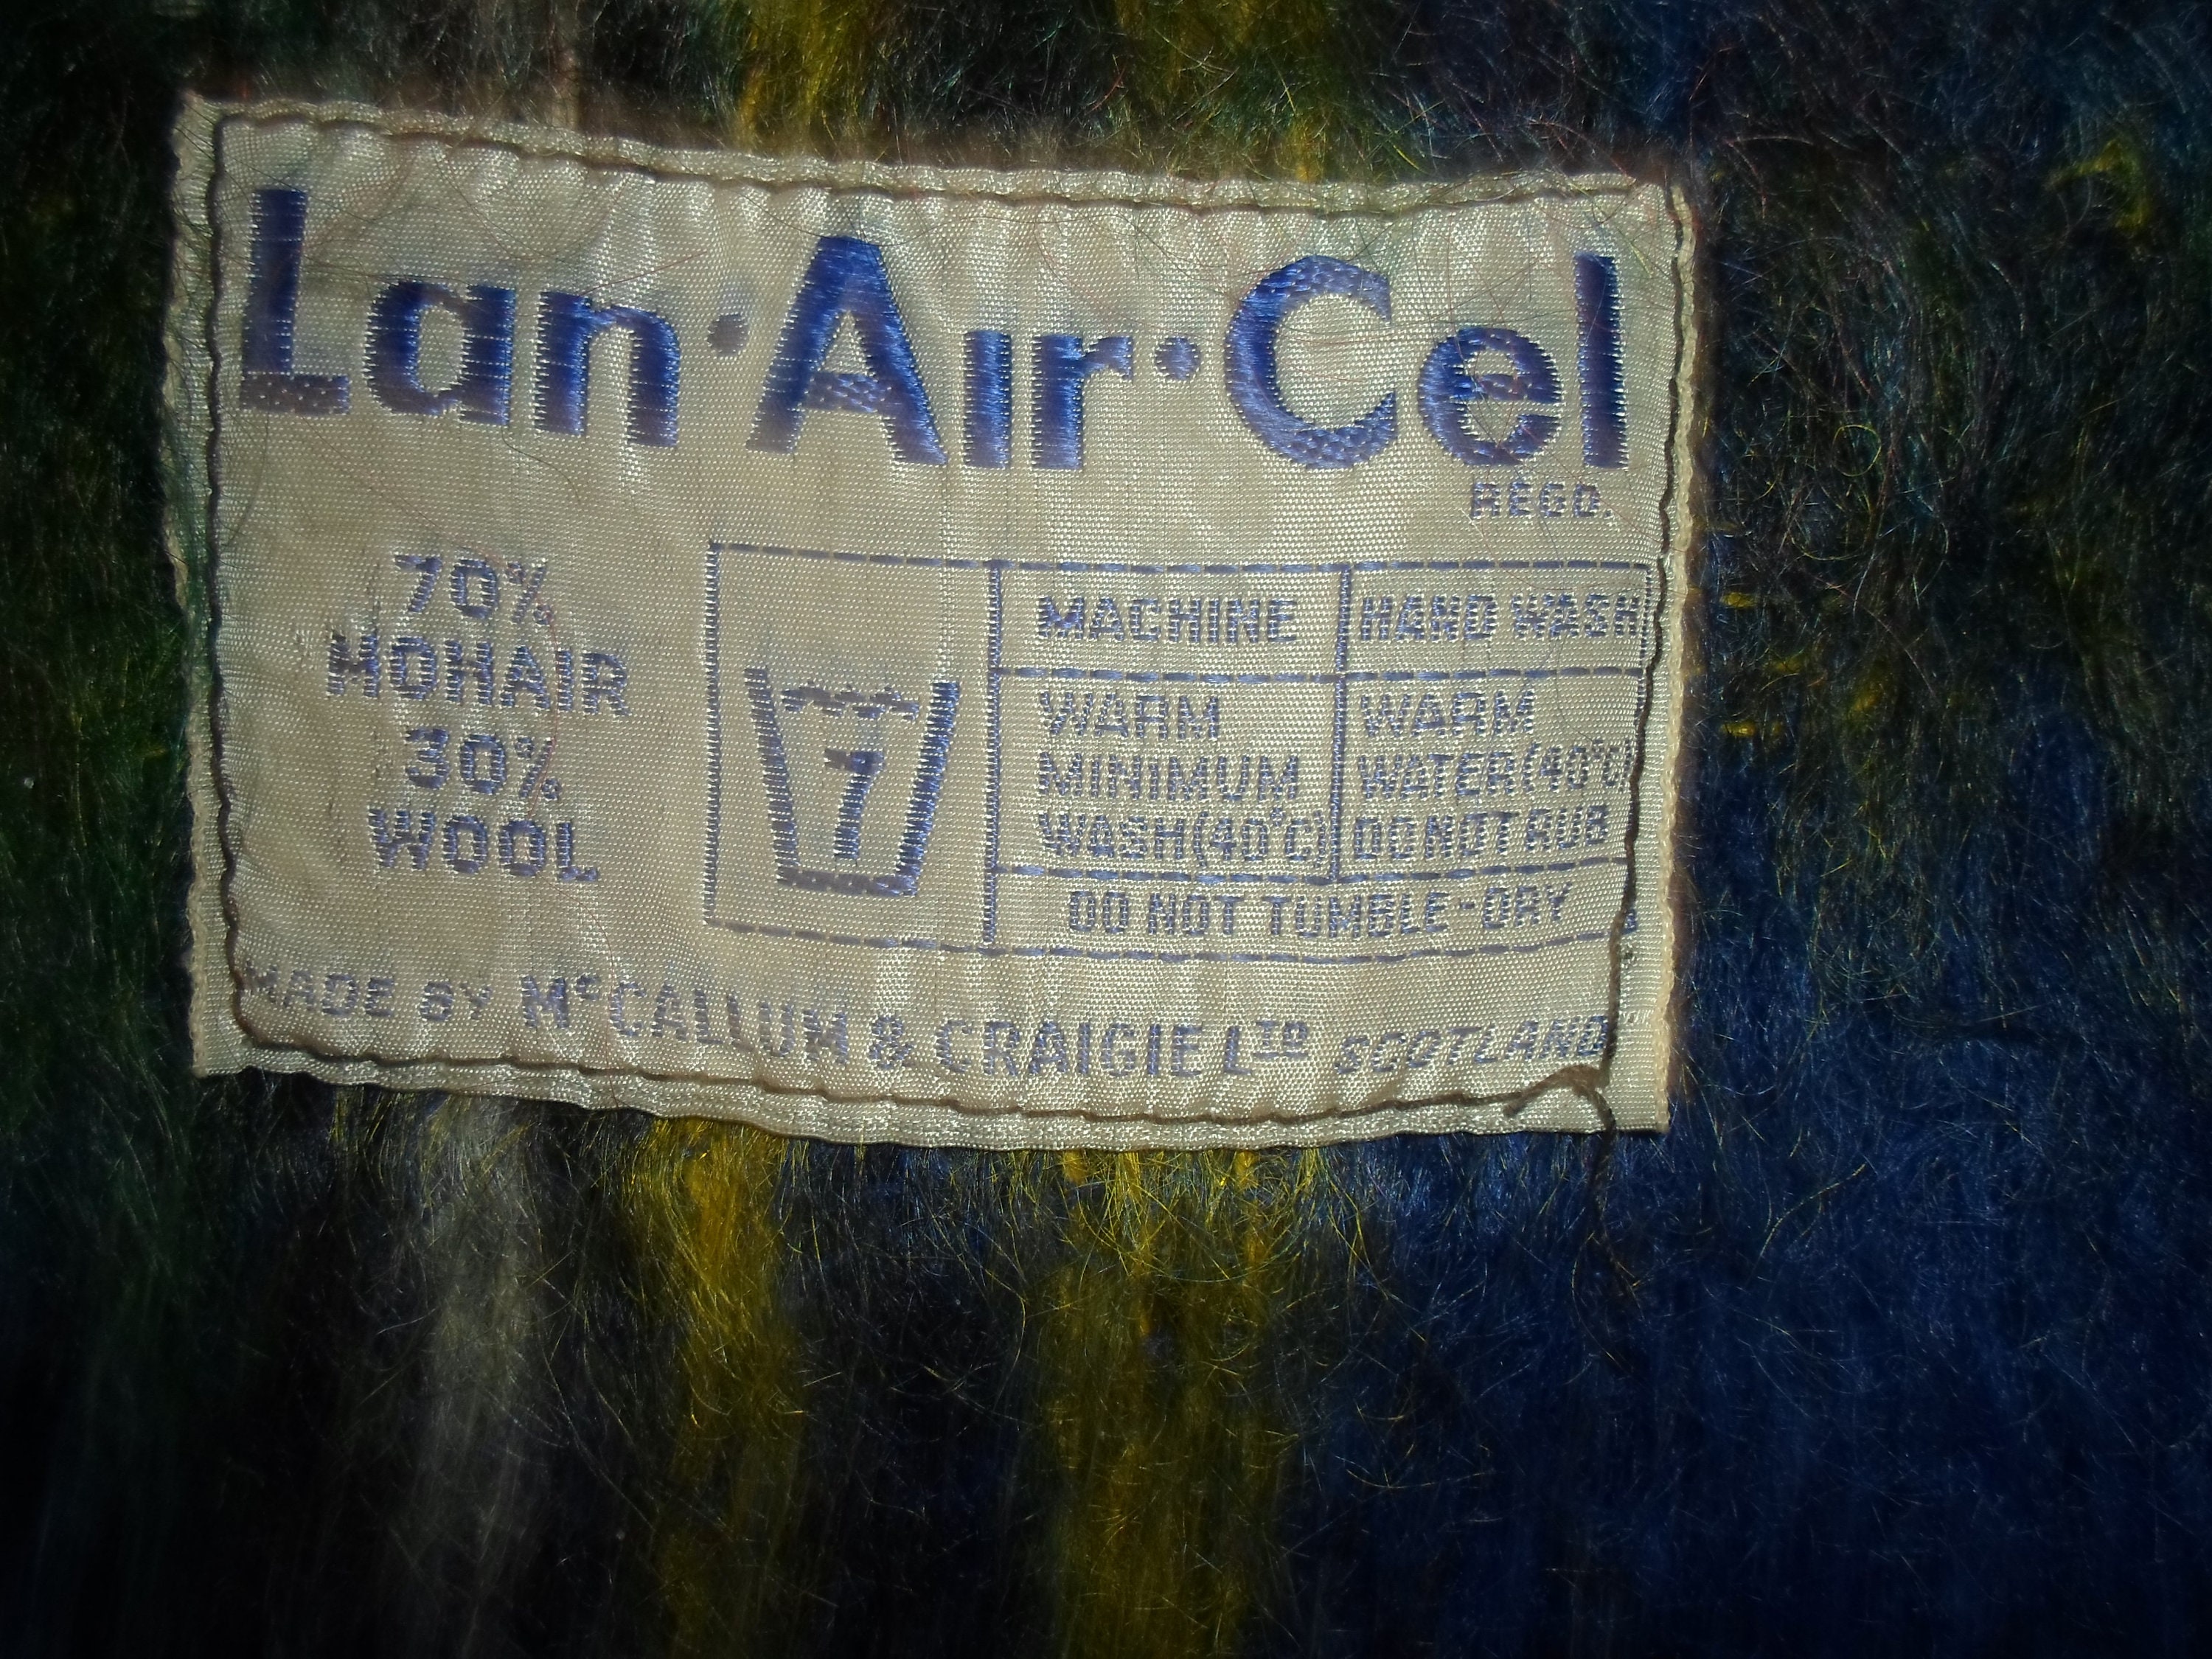 Lan·Air·Cel
REGD.
70%
MOHAIR
30%
WOOL
7
MACHINE
WARM
MINIMUM
WASH (40°C)
HAND WASH
WARM
WATER (40°C)
DO NOT RUB
DO NOT TUMBLE-DRY
MADE BY McCALLUM & CRAIGIE LTD SCOTLAND